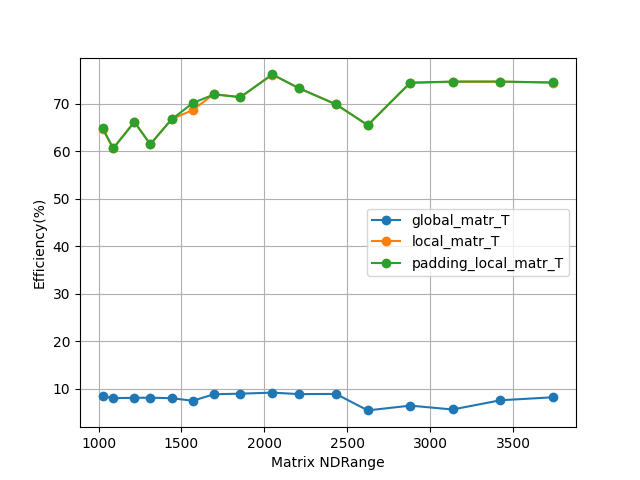 70
60
50
40
30
20
10
Efficiency(%)
global_matr_T
local_matr_T
padding_local_matr_T
1000 1500 2000 2500 3000 3500
Matrix NDRange